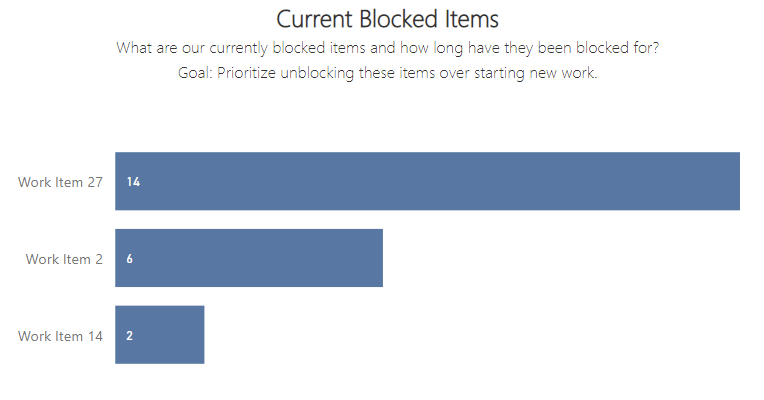 Current Blocked Items
What are our currently blocked items and how long have they been blocked for?
Goal: Prioritize unblocking these items over starting new work.
Work Item 27
14
Work Item 2
6
Work Item 14
2